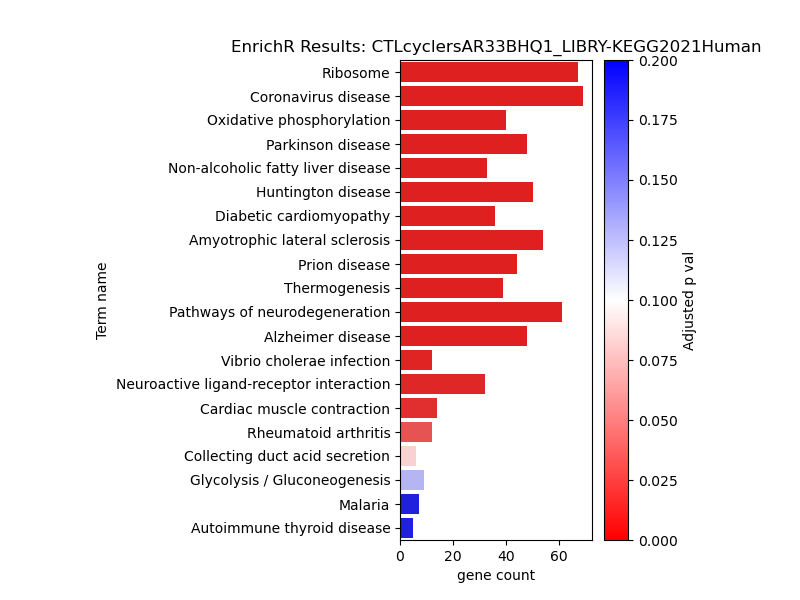 EnrichR Results: CTLcyclersAR33BHQ1_LIBRY-KEGG2021Human
Term name
Ribosome
Coronavirus disease
Oxidative phosphorylation
Parkinson disease
Non-alcoholic fatty liver disease
Huntington disease
Diabetic cardiomyopathy
Amyotrophic lateral sclerosis
Prion disease
Thermogenesis
Pathways of neurodegeneration
Alzheimer disease
Vibrio cholerae infection
Neuroactive ligand-receptor interaction
Cardiac muscle contraction
Rheumatoid arthritis
Collecting duct acid secretion
Glycolysis / Gluconeogenesis
Malaria
Autoimmune thyroid disease
0 20 40 60
gene count
0.200
0.175
0.150
0.125
0.100
0.075
0.050
0.025
0.000
Adjusted p val